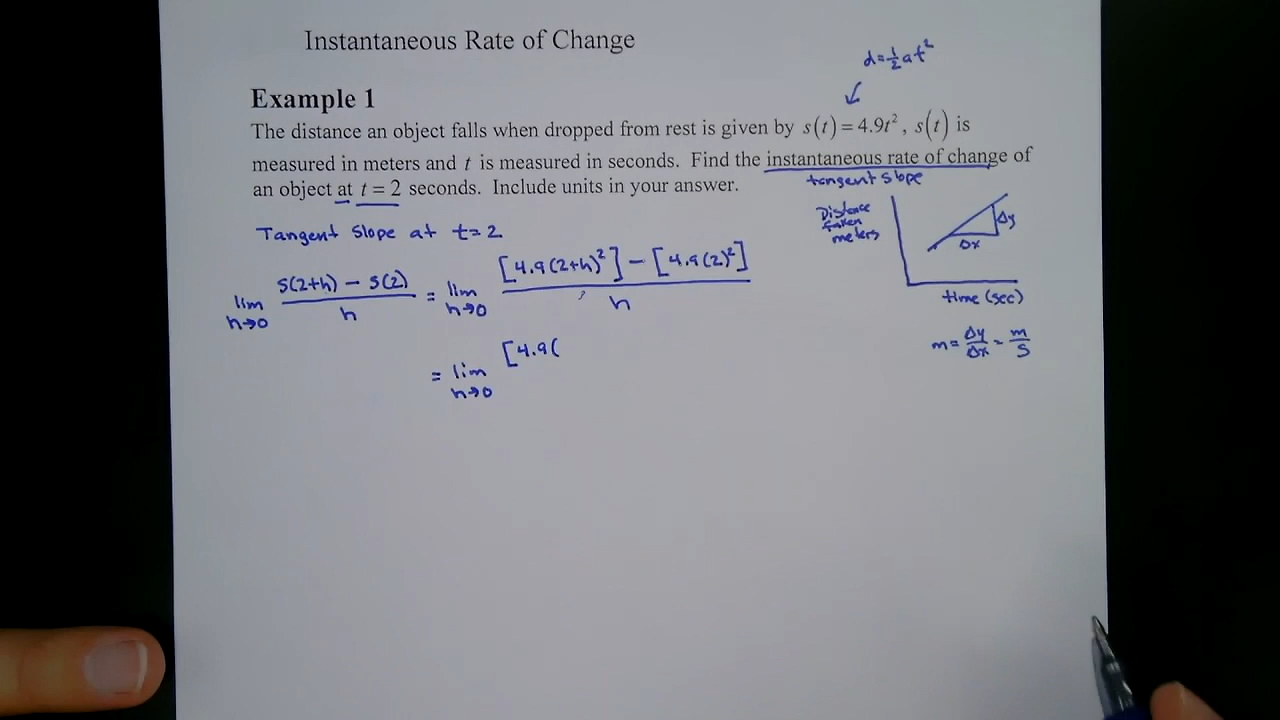 Instantaneous Rate of Change
d=½at²
Example 1
The distance an object falls when dropped from rest is given by s(t)=4.9t², s(t) is
measured in meters and t is measured in seconds. Find the instantaneous rate of change of
tangent slope
an object at t = 2 seconds. Include units in your answer.
Tangent Slope at t=2
Distance
meters
Δy
Δx
time (sec)
lim h→0 (s(2+h) − s(2))/h = lim h→0 ([4.9(2+h)²] − [4.9(2)²])/h
m = Δy/Δx = m/s
= lim h→0 [4.9(